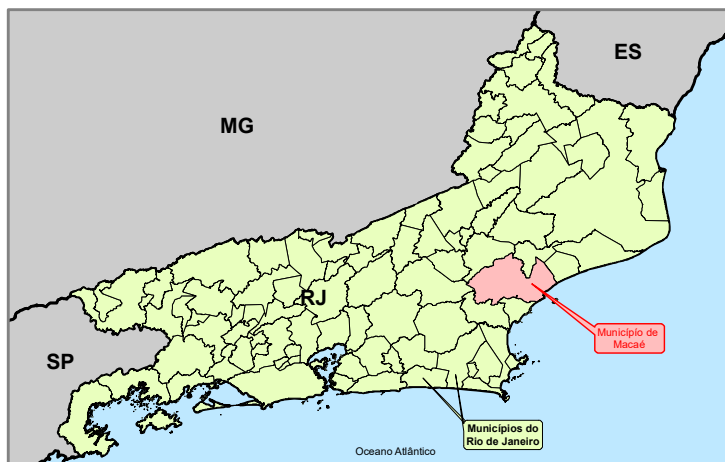 ES
MG
RJ
Município de
Macaé
SP
Municípios do
Rio de Janeiro
Oceano Atlântico